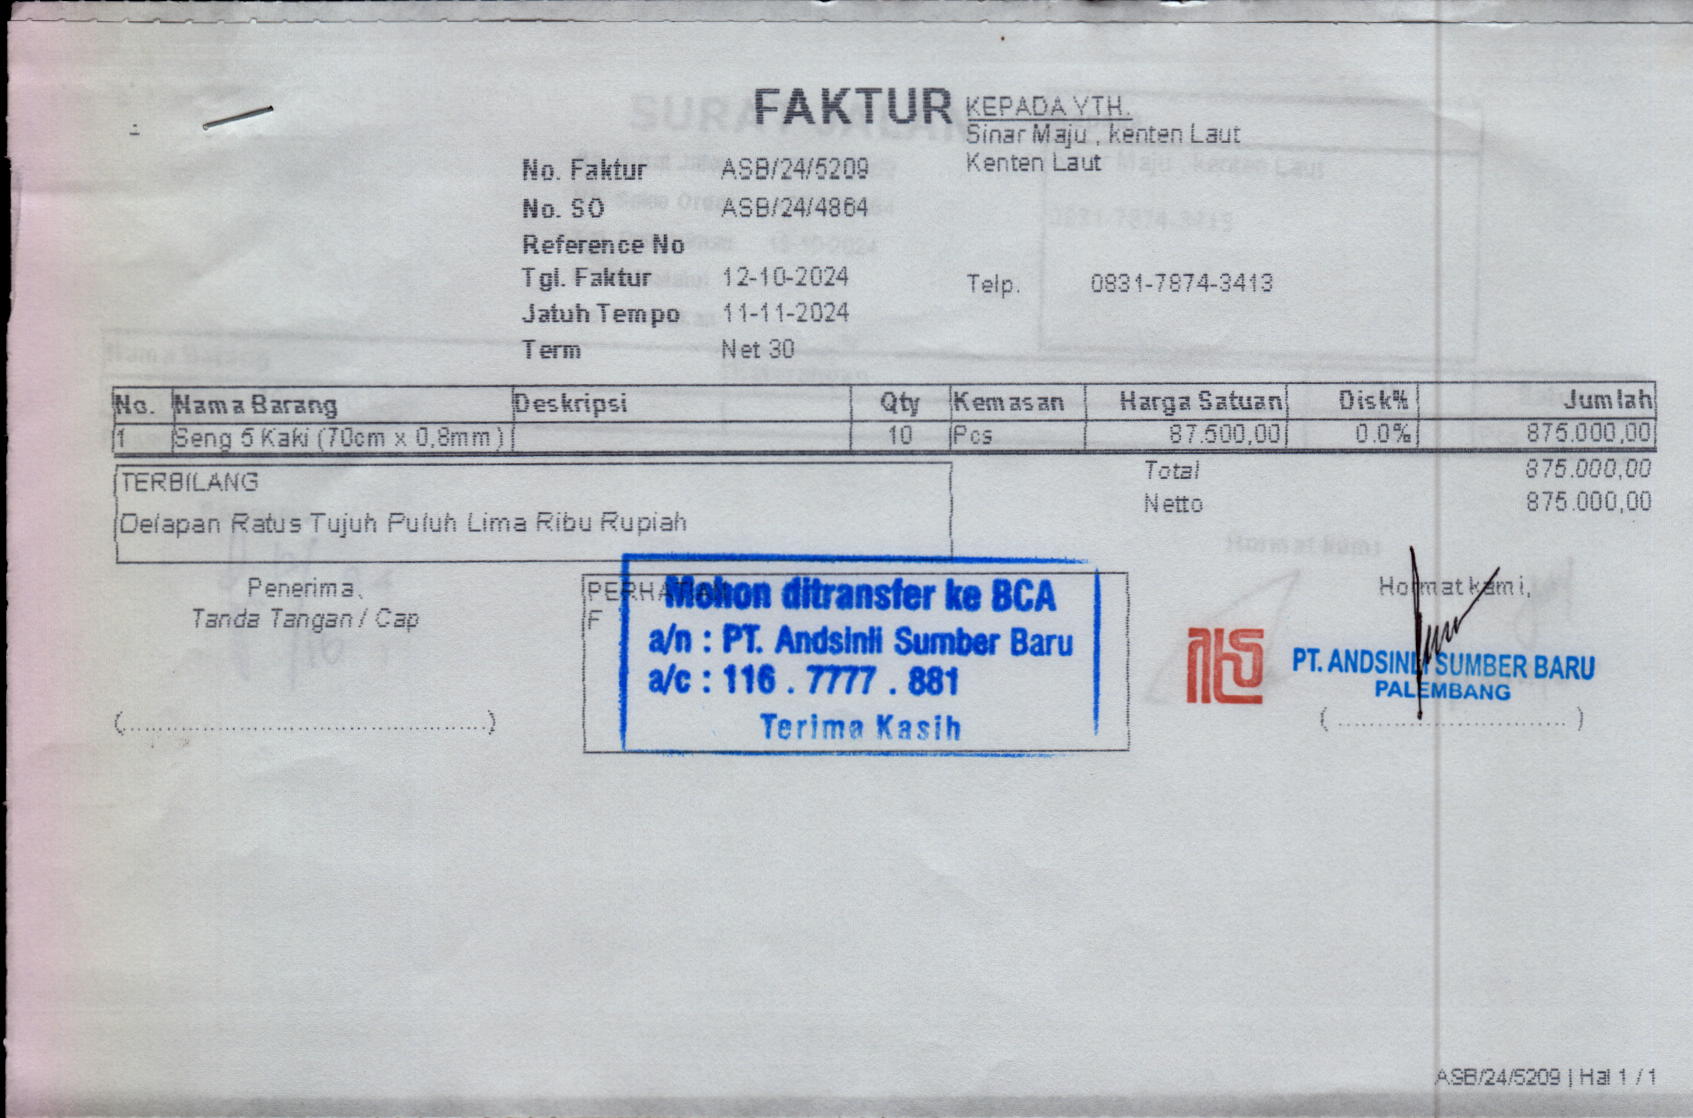 FAKTUR
KEPADA YTH.
Sinar Maju , kenten Laut
Kenten Laut
No. Faktur ASB/24/5209
No. SO ASB/24/4864
Reference No
Tgl. Faktur 12-10-2024
Jatuh Tempo 11-11-2024
Term Net 30
Telp. 0831-7874-3413
No. Nama Barang Deskripsi Qty Kemasan Harga Satuan Disk% Jumlah
1 Seng 5 Kaki (70cm x 0,8mm) 10 Pcs 87.500,00 0.0% 875.000,00
Total 875.000,00
Netto 875.000,00
TERBILANG
Delapan Ratus Tujuh Puluh Lima Ribu Rupiah
Penerima,
Tanda Tangan / Cap
(....................................................)
F
Mohon ditransfer ke BCA
a/n : PT. Andsinli Sumber Baru
a/c : 116 . 7777 . 881
Terima Kasih
Hormat kami,
PT. ANDSINLI SUMBER BARU
PALEMBANG
( ................................. )
ASB/24/5209 | Hal 1 / 1